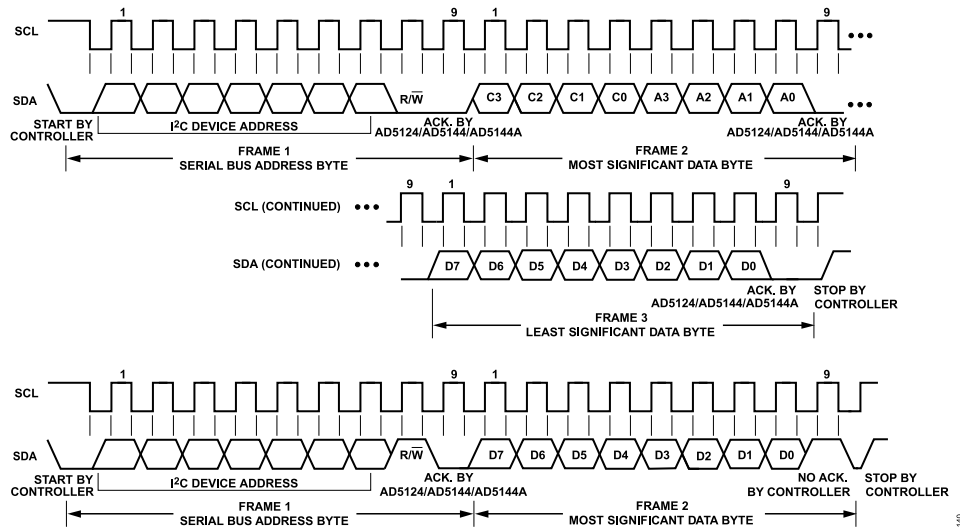 1 9 1 9
SCL
SDA R/W̅ C3 C2 C1 C0 A3 A2 A1 A0
START BY CONTROLLER
I²C DEVICE ADDRESS
ACK. BY
AD5124/AD5144/AD5144A
ACK. BY
AD5124/AD5144/AD5144A
FRAME 1
SERIAL BUS ADDRESS BYTE
FRAME 2
MOST SIGNIFICANT DATA BYTE
9 1 9
SCL (CONTINUED)
SDA (CONTINUED) D7 D6 D5 D4 D3 D2 D1 D0
ACK. BY
AD5124/AD5144/AD5144A
STOP BY
CONTROLLER
FRAME 3
LEAST SIGNIFICANT DATA BYTE
1 9 1 9
SCL
SDA R/W̅ D7 D6 D5 D4 D3 D2 D1 D0
START BY
CONTROLLER
I²C DEVICE ADDRESS
ACK. BY
AD5124/AD5144/AD5144A
NO ACK.
BY CONTROLLER
STOP BY
CONTROLLER
FRAME 1
SERIAL BUS ADDRESS BYTE
FRAME 2
MOST SIGNIFICANT DATA BYTE